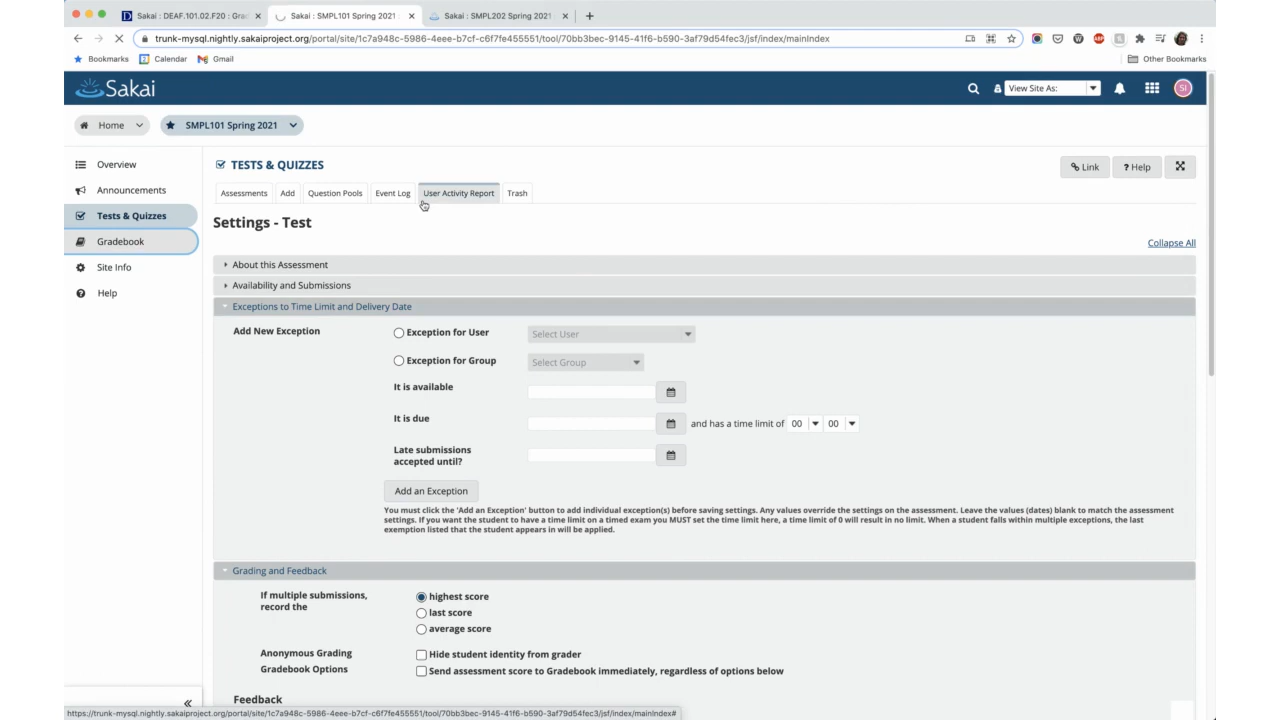 Sakai : DEAF.101.02.F20 : Gra
Sakai : SMPL101 Spring 2021
Sakai : SMPL202 Spring 2021
trunk-mysql.nightly.sakaiproject.org/portal/site/1c7a948c-5986-4eee-b7cf-c6f7fe455551/tool/70bb3bec-9145-41f6-b590-3af79d54fec3/jsf/index/mainIndex
Bookmarks
Calendar
Gmail
Other Bookmarks
Sakai
View Site As:
SI
Home
SMPL101 Spring 2021
Overview
Announcements
Tests & Quizzes
Gradebook
Site Info
Help
TESTS & QUIZZES
Link
? Help
Assessments
Add
Question Pools
Event Log
User Activity Report
Trash
Settings - Test
Collapse All
About this Assessment
Availability and Submissions
Exceptions to Time Limit and Delivery Date
Add New Exception
Exception for User
Select User
Exception for Group
Select Group
It is available
It is due
and has a time limit of 00 00
Late submissions
accepted until?
Add an Exception
You must click the 'Add an Exception' button to add individual exception(s) before saving settings. Any values override the settings on the assessment. Leave the values (dates) blank to match the assessment
settings. If you want the student to have a time limit on a timed exam you MUST set the time limit here, a time limit of 0 will result in no limit. When a student falls within multiple exceptions, the last
exemption listed that the student appears in will be applied.
Grading and Feedback
If multiple submissions,
record the
highest score
last score
average score
Anonymous Grading
Hide student identity from grader
Gradebook Options
Send assessment score to Gradebook immediately, regardless of options below
Feedback
https://trunk-mysql.nightly.sakaiproject.org/portal/site/1c7a948c-5986-4eee-b7cf-c6f7fe455551/tool/70bb3bec-9145-41f6-b590-3af79d54fec3/jsf/index/mainIndex#